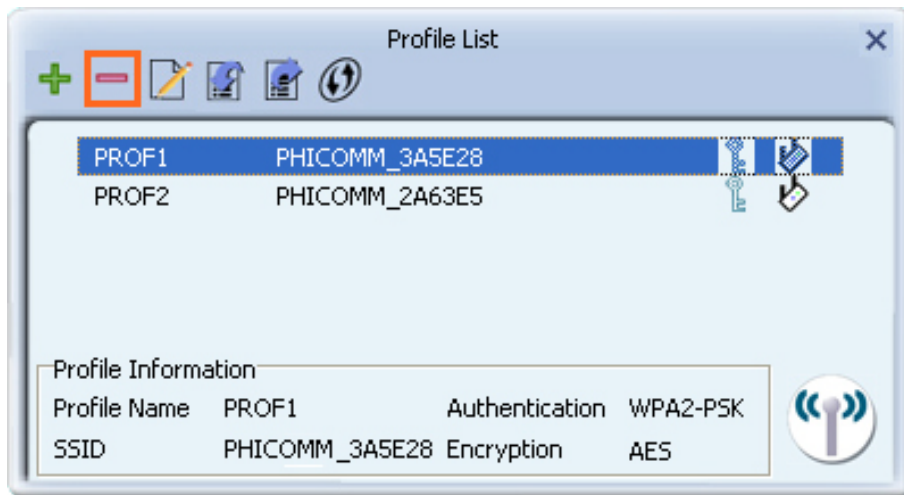 Profile List
PROF1 PHICOMM_3A5E28
PROF2 PHICOMM_2A63E5
Profile Information
Profile Name PROF1 Authentication WPA2-PSK
SSID PHICOMM_3A5E28 Encryption AES